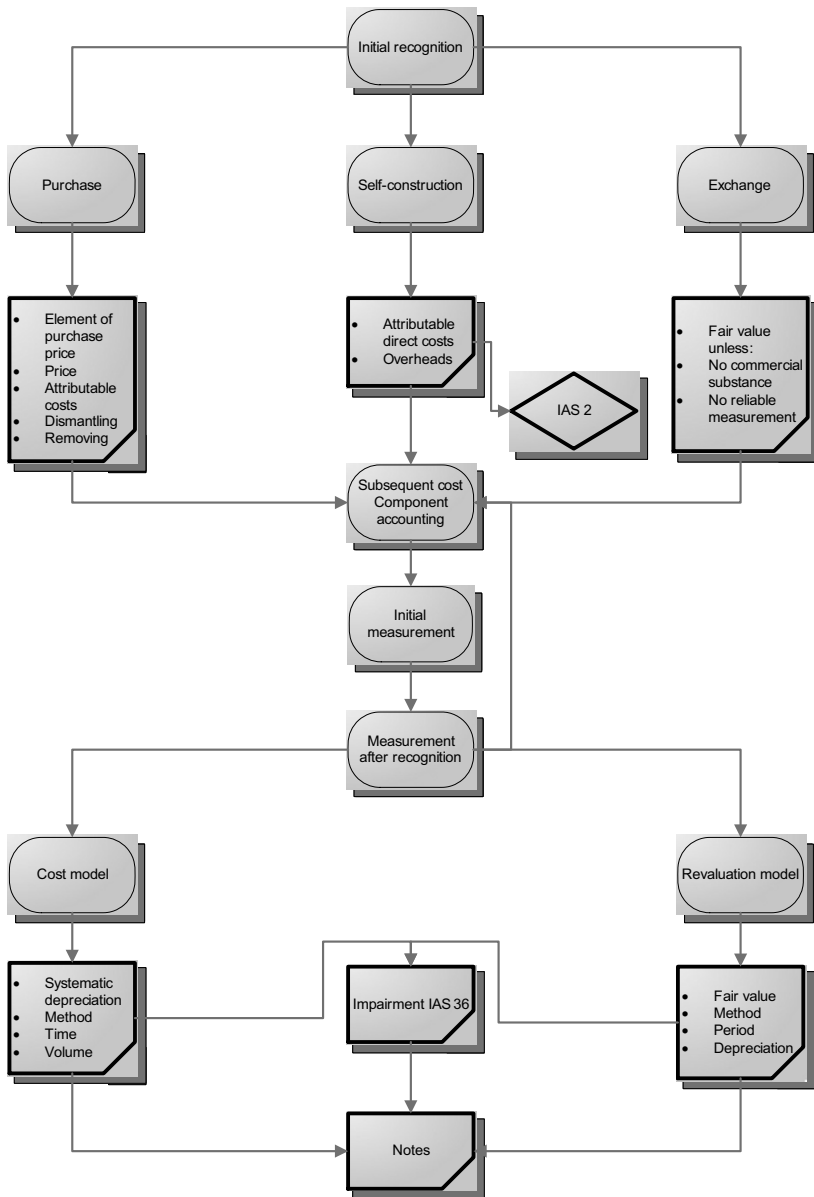 Initial recognition
Purchase
Self-construction
Exchange
• Element of
purchase
price
• Price
• Attributable
costs
• Dismantling
• Removing
• Attributable
direct costs
• Overheads
IAS 2
• Fair value
unless:
• No commercial
substance
• No reliable
measurement
Subsequent cost
Component
accounting
Initial
measurement
Measurement
after recognition
Cost model
Revaluation model
• Systematic
depreciation
• Method
• Time
• Volume
Impairment IAS 36
• Fair value
• Method
• Period
• Depreciation
Notes